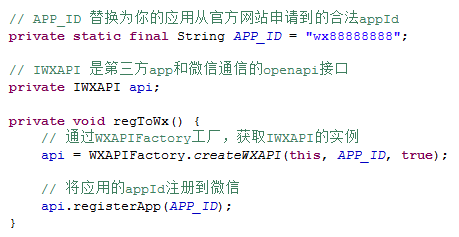 // APP_ID 替换为你的应用从官方网站申请到的合法appId
private static final String APP_ID = "wx88888888";
// IWXAPI 是第三方app和微信通信的openapi接口
private IWXAPI api;
private void regToWx() {
// 通过WXAPIFactory工厂，获取IWXAPI的实例
api = WXAPIFactory.createWXAPI(this, APP_ID, true);
// 将应用的appId注册到微信
api.registerApp(APP_ID);
}